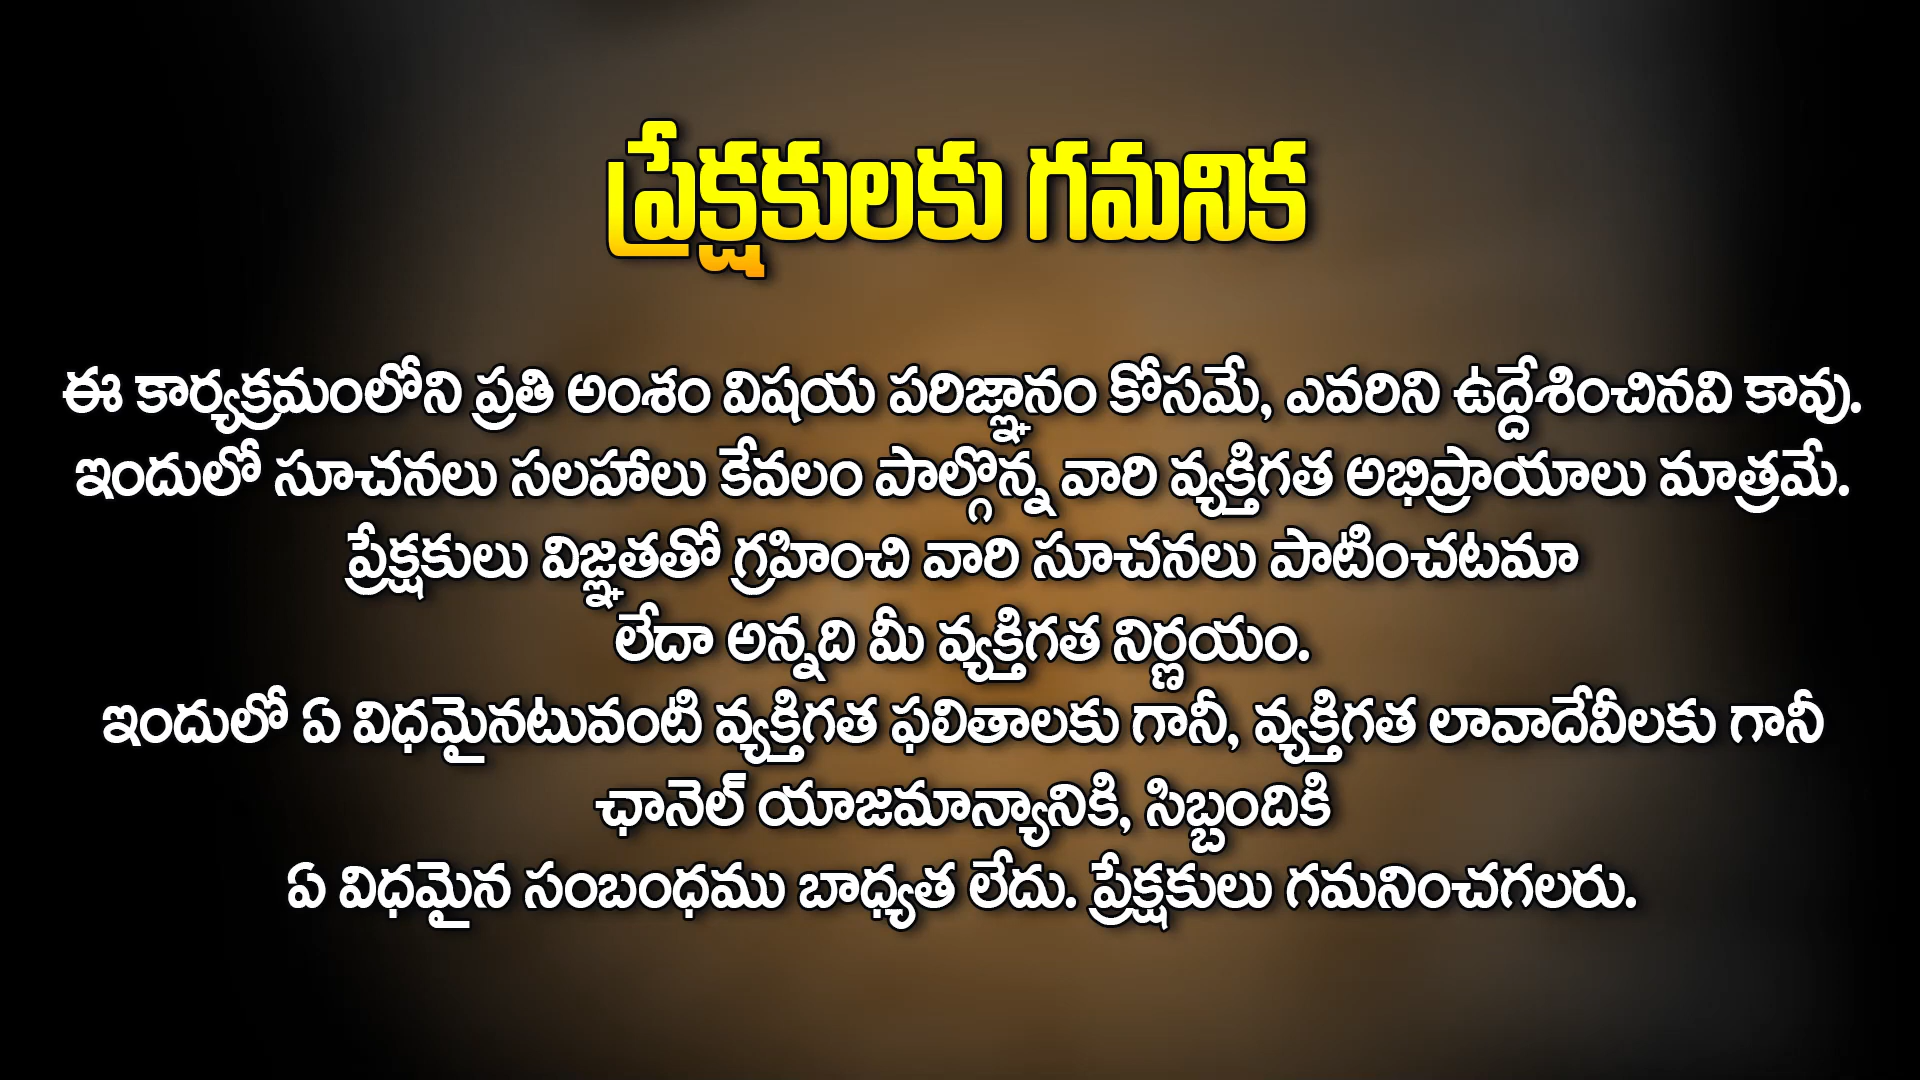 ప్రేక్షకులకు గమనిక
ఈ కార్యక్రమంలోని ప్రతి అంశం విషయ పరిజ్ఞానం కోసమే, ఎవరిని ఉద్దేశించినవి కావు.
ఇందులో సూచనలు సలహాలు కేవలం పాల్గొన్న వారి వ్యక్తిగత అభిప్రాయాలు మాత్రమే.
ప్రేక్షకులు విజ్ఞతతో గ్రహించి వారి సూచనలు పాటించటమా
లేదా అన్నది మీ వ్యక్తిగత నిర్ణయం.
ఇందులో ఏ విధమైనటువంటి వ్యక్తిగత ఫలితాలకు గానీ, వ్యక్తిగత లావాదేవీలకు గానీ
ఛానెల్ యాజమాన్యానికి, సిబ్బందికి
ఏ విధమైన సంబంధము బాధ్యత లేదు. ప్రేక్షకులు గమనించగలరు.